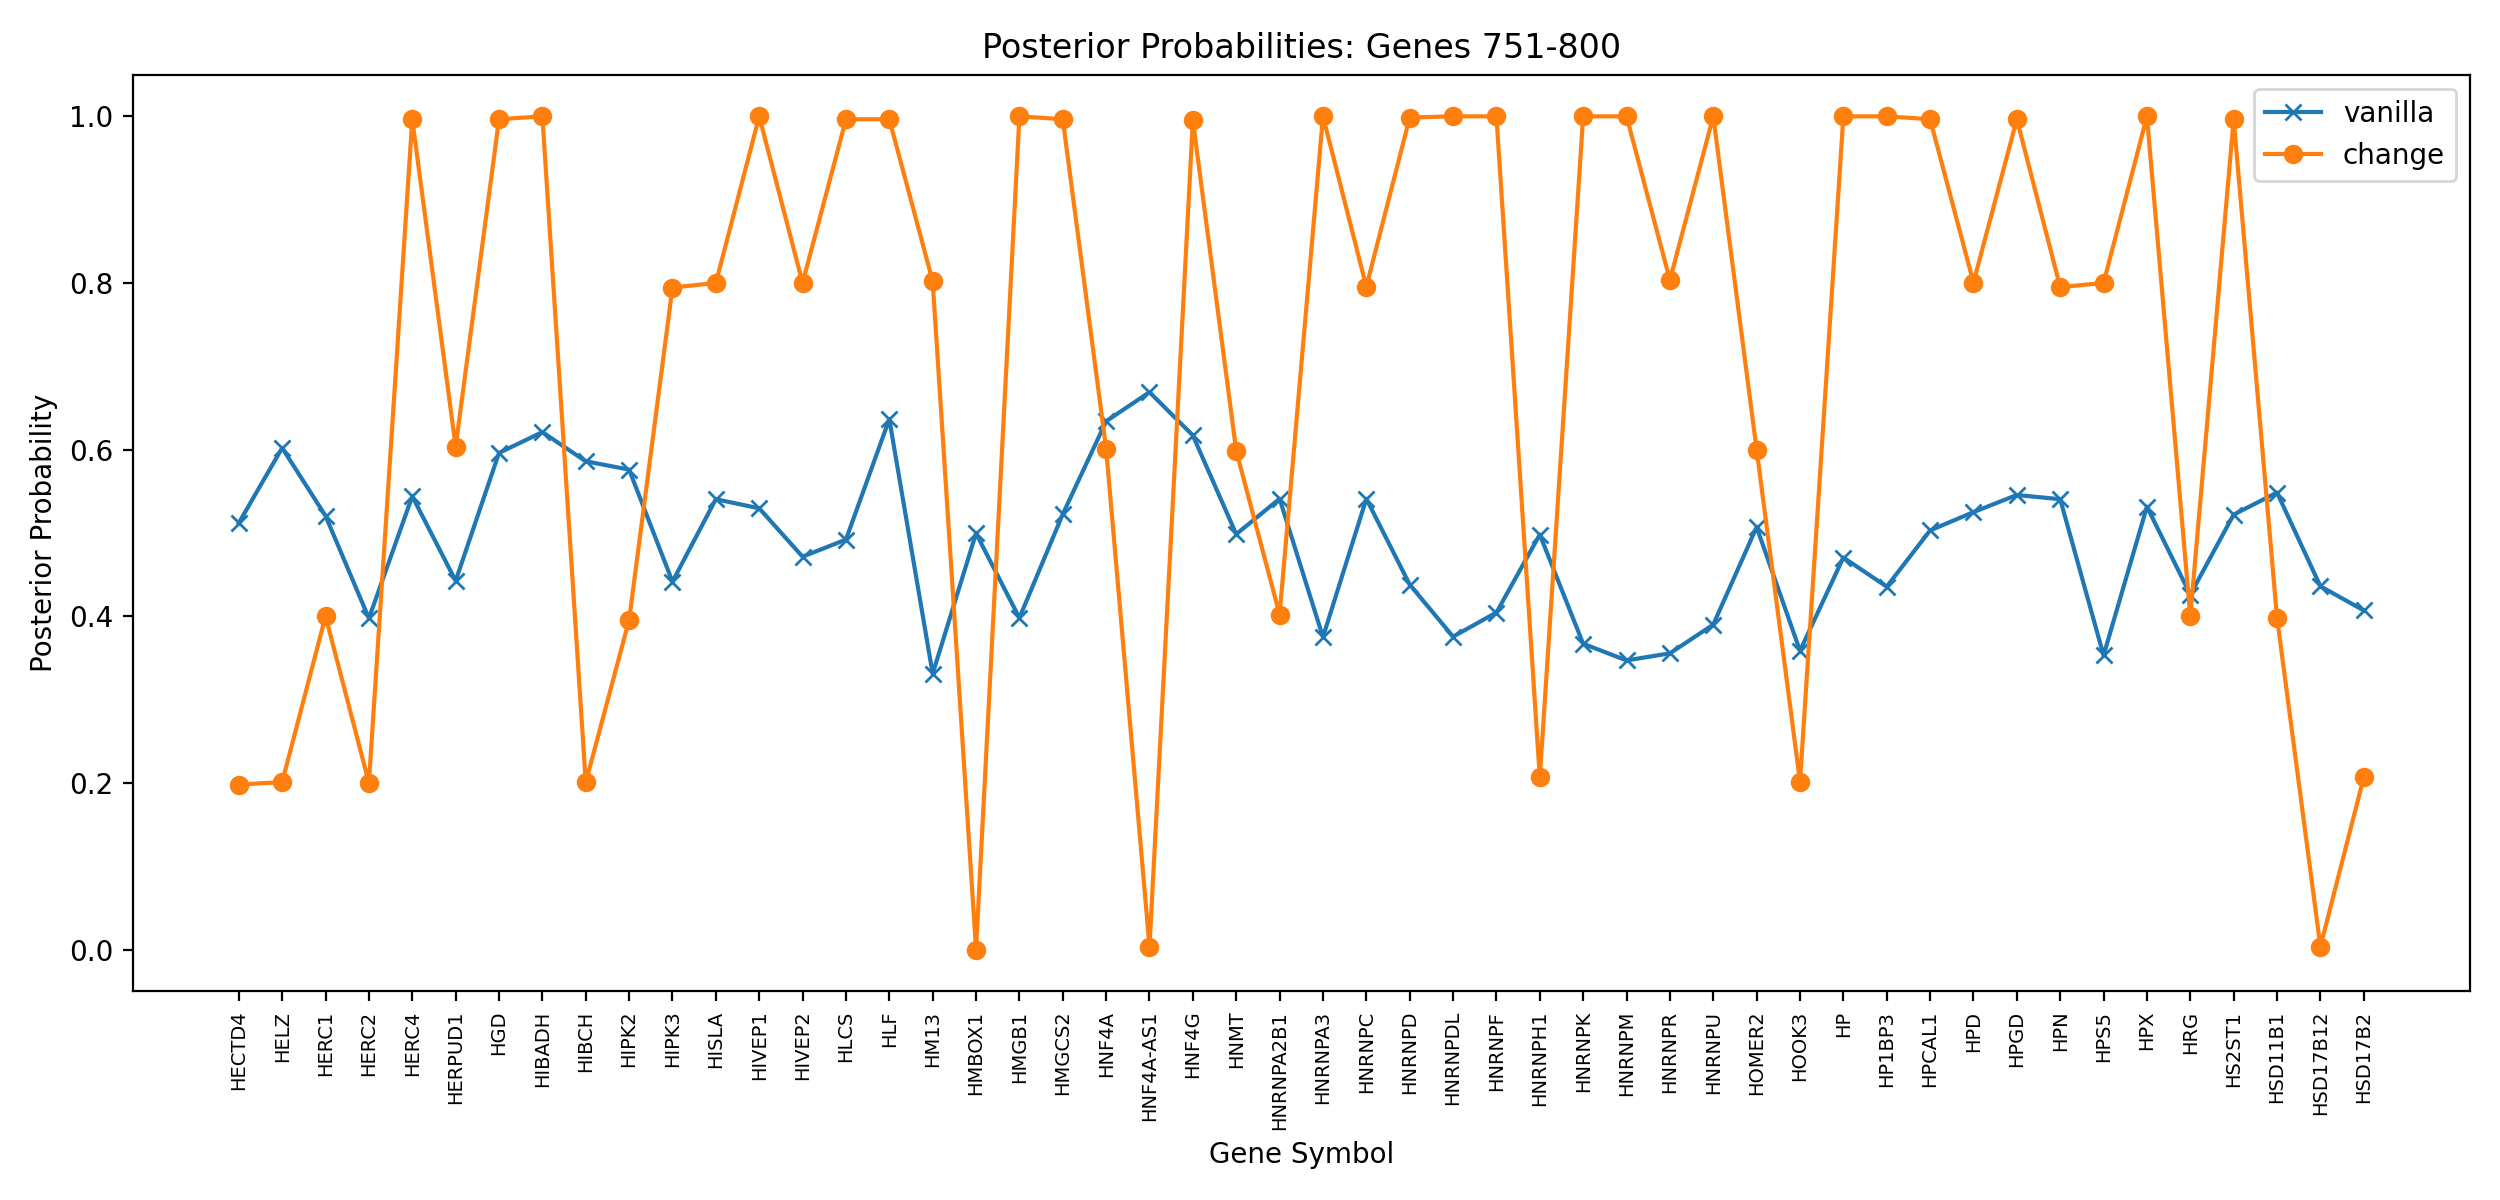 Posterior Probabilities: Genes 751-800
vanilla
change
Posterior Probability
1.0
0.8
0.6
0.4
0.2
0.0
HECTD4
HELZ
HERC1
HERC2
HERC4
HERPUD1
HGD
HIBADH
HIBCH
HIPK2
HIPK3
HISLA
HIVEP1
HIVEP2
HLCS
HLF
HM13
HMBOX1
HMGB1
HMGCS2
HNF4A
HNF4A-AS1
HNF4G
HNMT
HNRNPA2B1
HNRNPA3
HNRNPC
HNRNPD
HNRNPDL
HNRNPF
HNRNPH1
HNRNPK
HNRNPM
HNRNPR
HNRNPU
HOMER2
HOOK3
HP
HP1BP3
HPCAL1
HPD
HPGD
HPN
HPS5
HPX
HRG
HS2ST1
HSD11B1
HSD17B12
HSD17B2
Gene Symbol